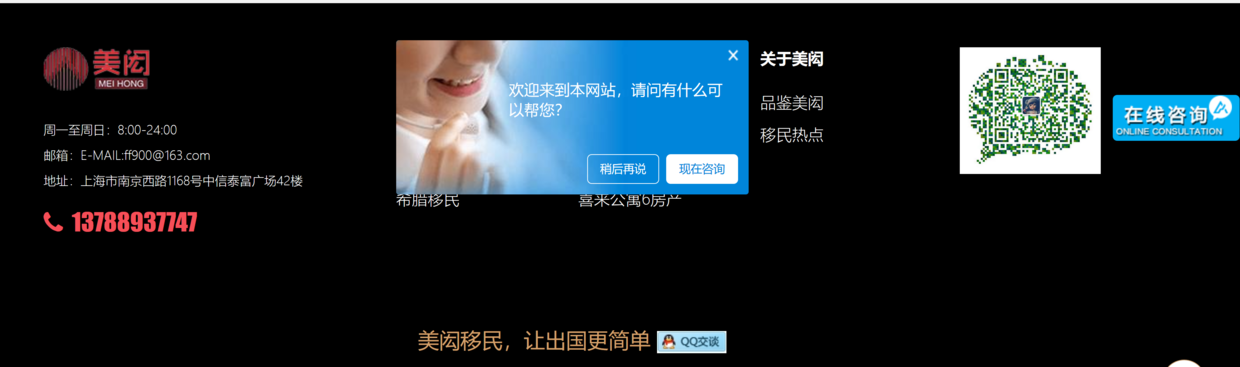 美闳
MEI HONG
周一至周日：8:00-24:00
邮箱：E-MAIL:ff900@163.com
地址：上海市南京西路1168号中信泰富广场42楼
13788937747
欢迎来到本网站，请问有什么可
以帮您？
稍后再说
现在咨询
希腊移民
喜来公寓6房产
关于美闳
品鉴美闳
移民热点
在线咨询
ONLINE CONSULTATION
美闳移民，让出国更简单
QQ交谈